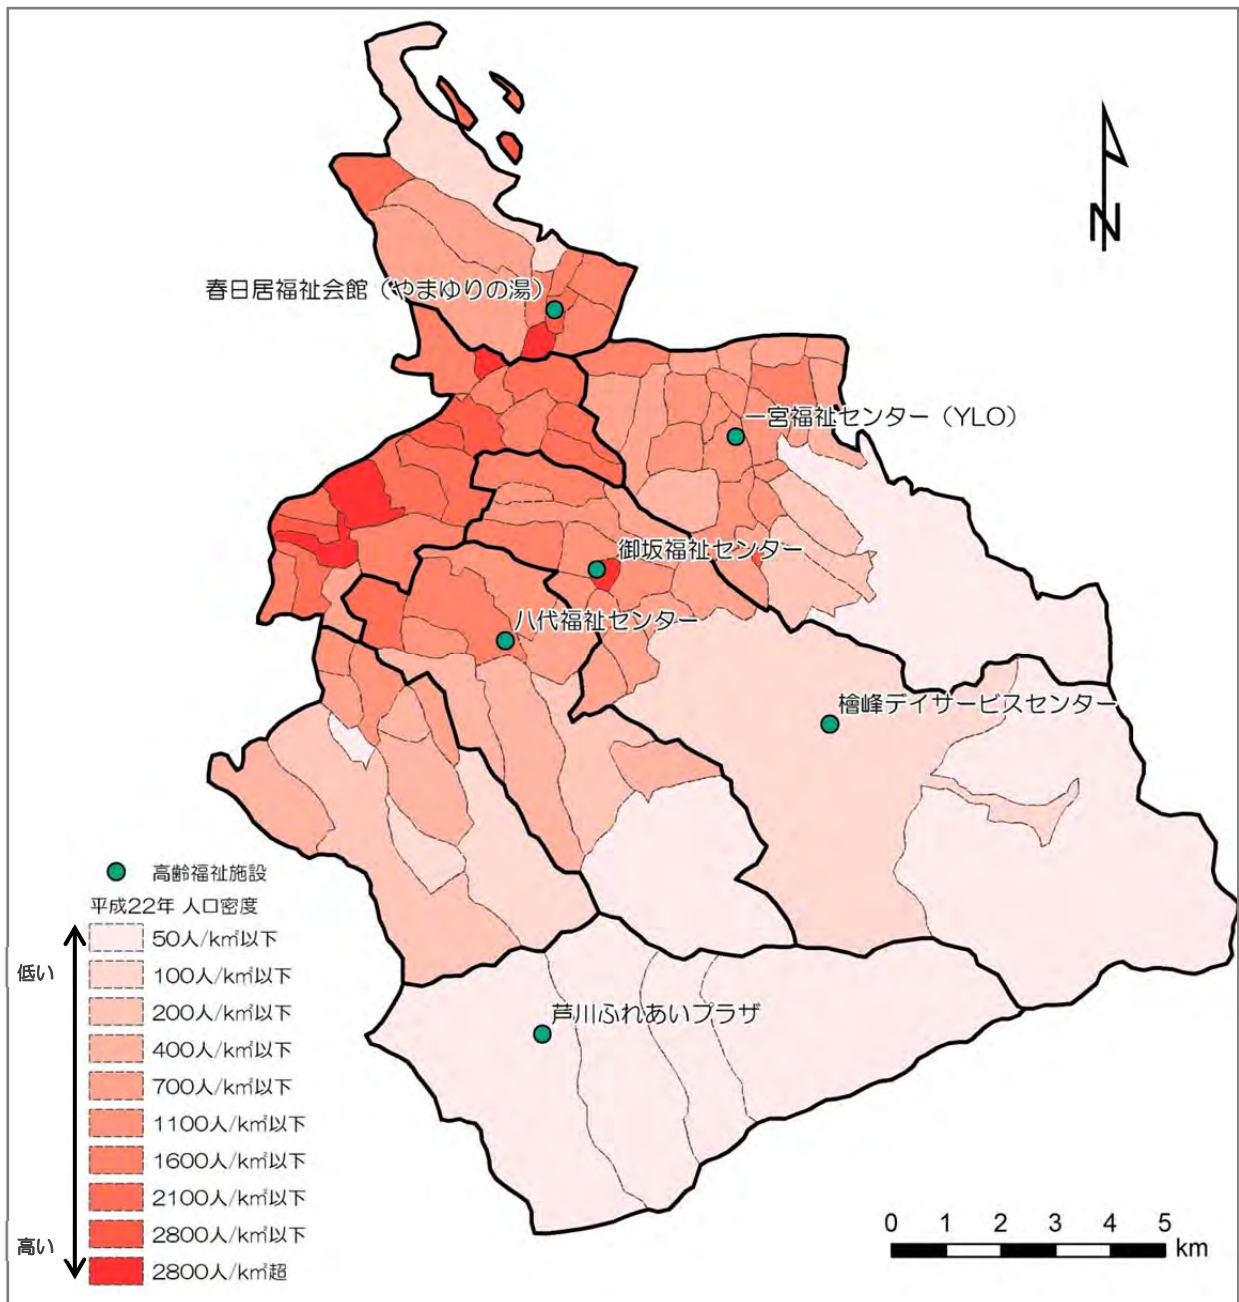 N
春日居福祉会館（やまゆりの湯）
一宮福祉センター（YLO）
御坂福祉センター
八代福祉センター
檜峰デイサービスセンター
芦川ふれあいプラザ
高齢福祉施設
平成22年 人口密度
低い
50人/k㎡以下
100人/k㎡以下
200人/k㎡以下
400人/k㎡以下
700人/k㎡以下
1100人/k㎡以下
1600人/k㎡以下
2100人/k㎡以下
2800人/k㎡以下
2800人/k㎡超
高い
0 1 2 3 4 5
km